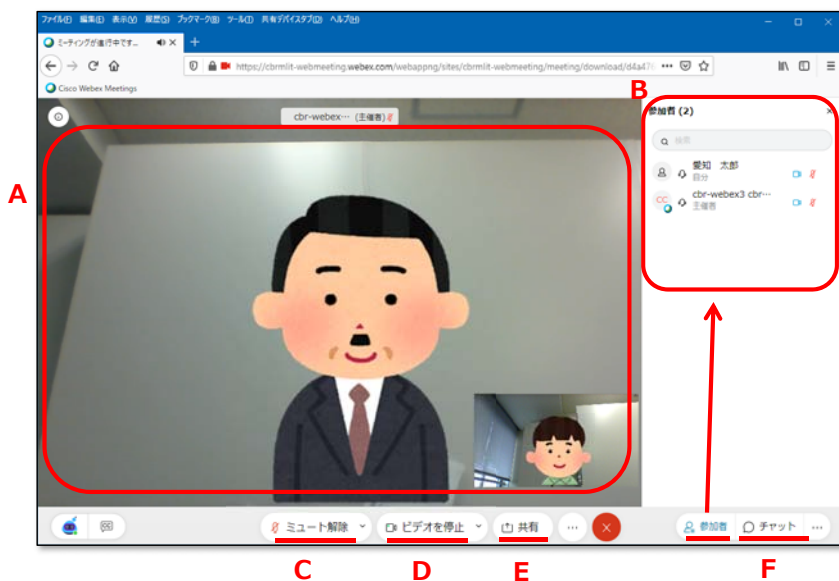 ファイル(F) 編集(E) 表示(V) 履歴(S) ブックマーク(B) ツール(T) 共有デバイスタブ(D) ヘルプ(H)
ミーティングが進行中です…
https://cbrmlit-webmeeting.webex.com/webappng/sites/cbrmlit-webmeeting/meeting/download/d4a47
Cisco Webex Meetings
B
cbr-webex… (主催者)
参加者 (2)
検索
愛知 太郎
自分
A
CC
cbr-webex3 cbr…
主催者
CC
ミュート解除
ビデオを停止
共有
参加者
チャット
C
D
E
F